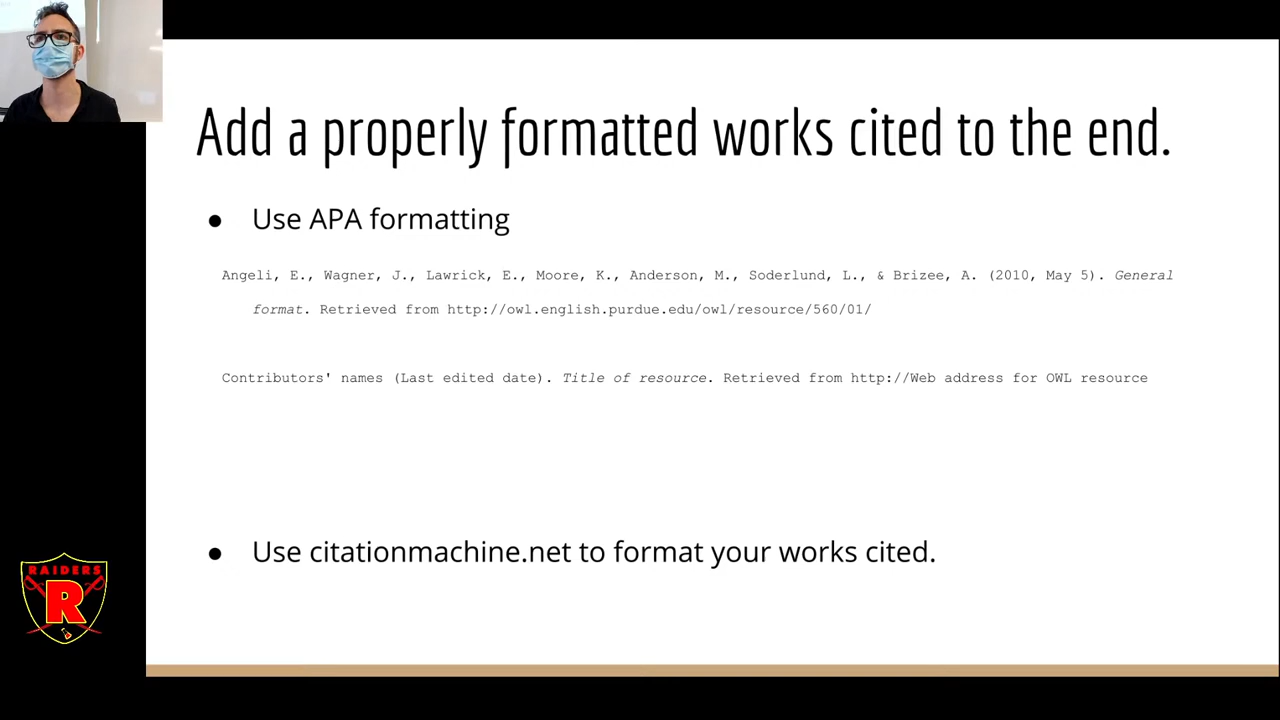 Add a properly formatted works cited to the end.
● Use APA formatting
Angeli, E., Wagner, J., Lawrick, E., Moore, K., Anderson, M., Soderlund, L., & Brizee, A. (2010, May 5). General
format. Retrieved from http://owl.english.purdue.edu/owl/resource/560/01/
Contributors' names (Last edited date). Title of resource. Retrieved from http://Web address for OWL resource
● Use citationmachine.net to format your works cited.
RAIDERS
R